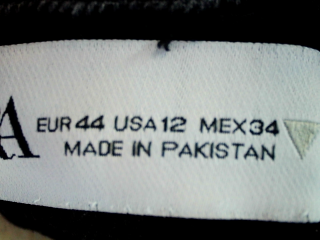 A
EUR 44 USA 12 MEX 34
MADE IN PAKISTAN